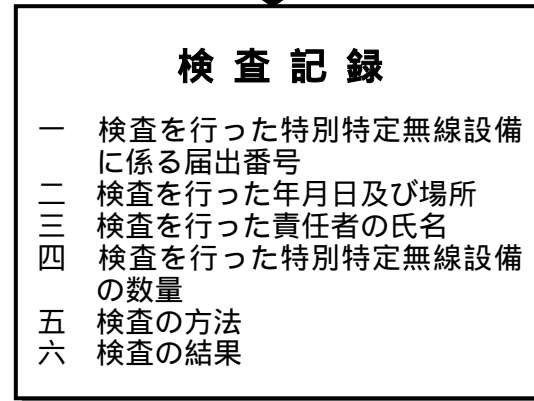 検査記録
一 検査を行った特別特定無線設備
に係る届出番号
二 検査を行った年月日及び場所
三 検査を行った責任者の氏名
四 検査を行った特別特定無線設備
の数量
五 検査の方法
六 検査の結果